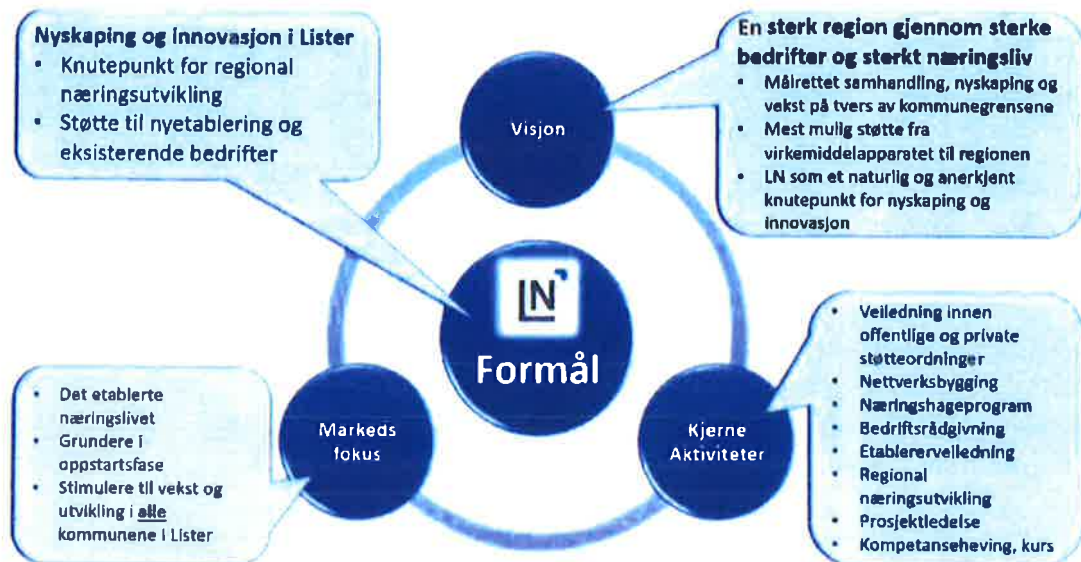 Nyskaping og innovasjon i Lister
• Knutepunkt for regional
næringsutvikling
• Støtte til nyetablering og
eksisterende bedrifter
Visjon
En sterk region gjennom sterke
bedrifter og sterkt næringsliv
• Målrettet samhandling, nyskaping og
vekst på tvers av kommunegrensene
• Mest mulig støtte fra
virkemiddelapparatet til regionen
• LN som et naturlig og anerkjent
knutepunkt for nyskaping og
innovasjon
LN
Formål
• Det etablerte
næringslivet
• Gründere i
oppstartsfase
• Stimulere til vekst og
utvikling i alle
kommunene i Lister
Markeds
fokus
Kjerne
Aktiviteter
• Veiledning innen
offentlige og private
støtteordninger
• Nettverksbygging
• Næringshageprogram
• Bedriftsrådgivning
• Etablererveiledning
• Regional
næringsutvikling
• Prosjektledelse
• Kompetanseheving, kurs